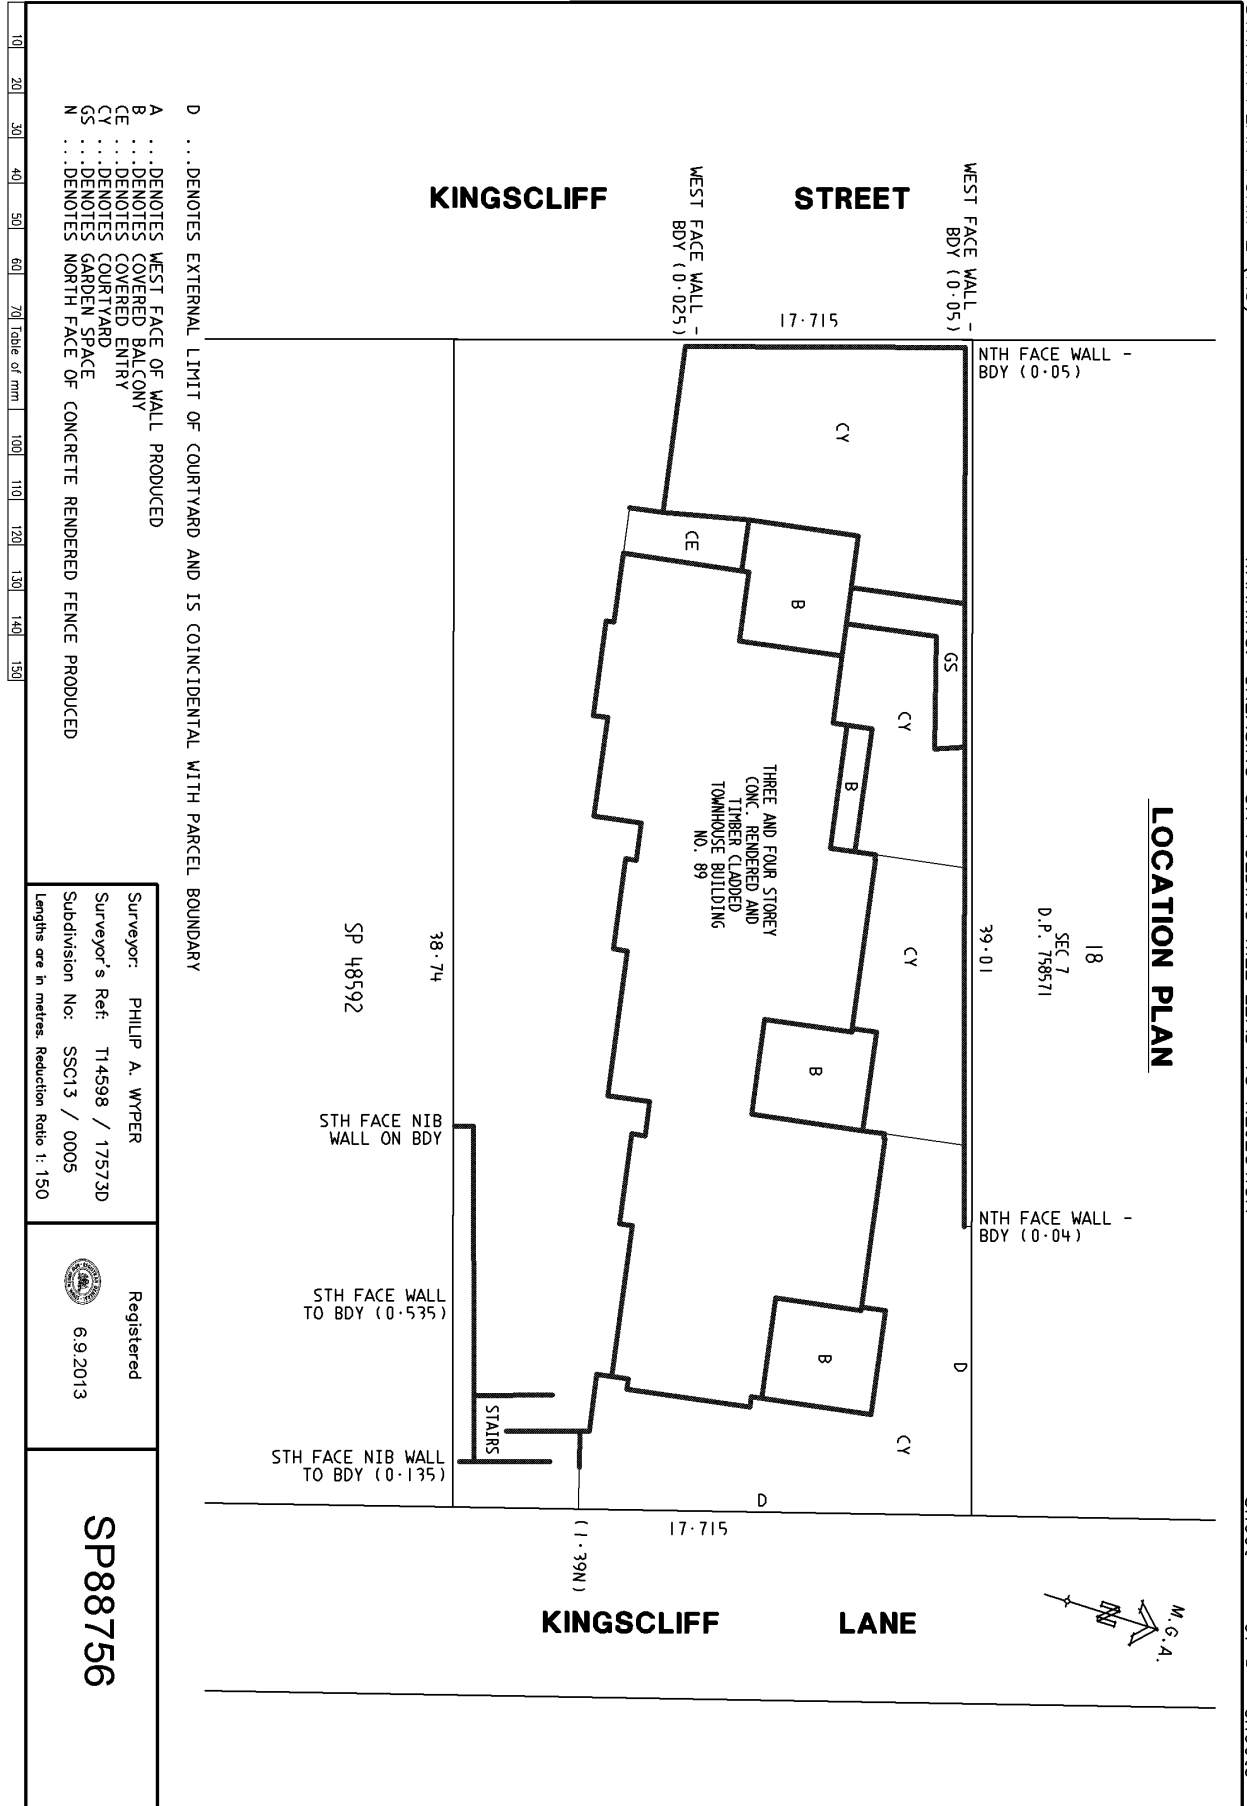 LOCATION PLAN
M.G.A.
N
18
SEC 7
D.P. 758571
WEST FACE WALL -
BDY (0·05)
NTH FACE WALL -
BDY (0·05)
39·01
NTH FACE WALL -
BDY (0·04)
D
STREET
LANE
KINGSCLIFF
KINGSCLIFF
17·715
17·715
D
WEST FACE WALL -
BDY (0·025)
CY
CE
B
GS
CY
B
CY
B
B
CY
THREE AND FOUR STOREY
CONC. RENDERED AND
TIMBER CLADDED
TOWNHOUSE BUILDING
NO. 89
(1·39N)
STAIRS
38·74
SP 48592
STH FACE NIB
WALL ON BDY
STH FACE WALL
TO BDY (0·535)
STH FACE NIB WALL
TO BDY (0·135)
D ...DENOTES EXTERNAL LIMIT OF COURTYARD AND IS COINCIDENTAL WITH PARCEL BOUNDARY
A ...DENOTES WEST FACE OF WALL PRODUCED
B ...DENOTES COVERED BALCONY
CE ...DENOTES COVERED ENTRY
CY ...DENOTES COURTYARD
GS ...DENOTES GARDEN SPACE
N ...DENOTES NORTH FACE OF CONCRETE RENDERED FENCE PRODUCED
Surveyor: PHILIP A. WYPER
Surveyor's Ref: T14598 / 17573D
Subdivision No: SSC13 / 0005
Lengths are in metres. Reduction Ratio 1: 150
Registered
6.9.2013
SP88756
10 20 30 40 50 60 70 Table of mm 100 110 120 130 140 150